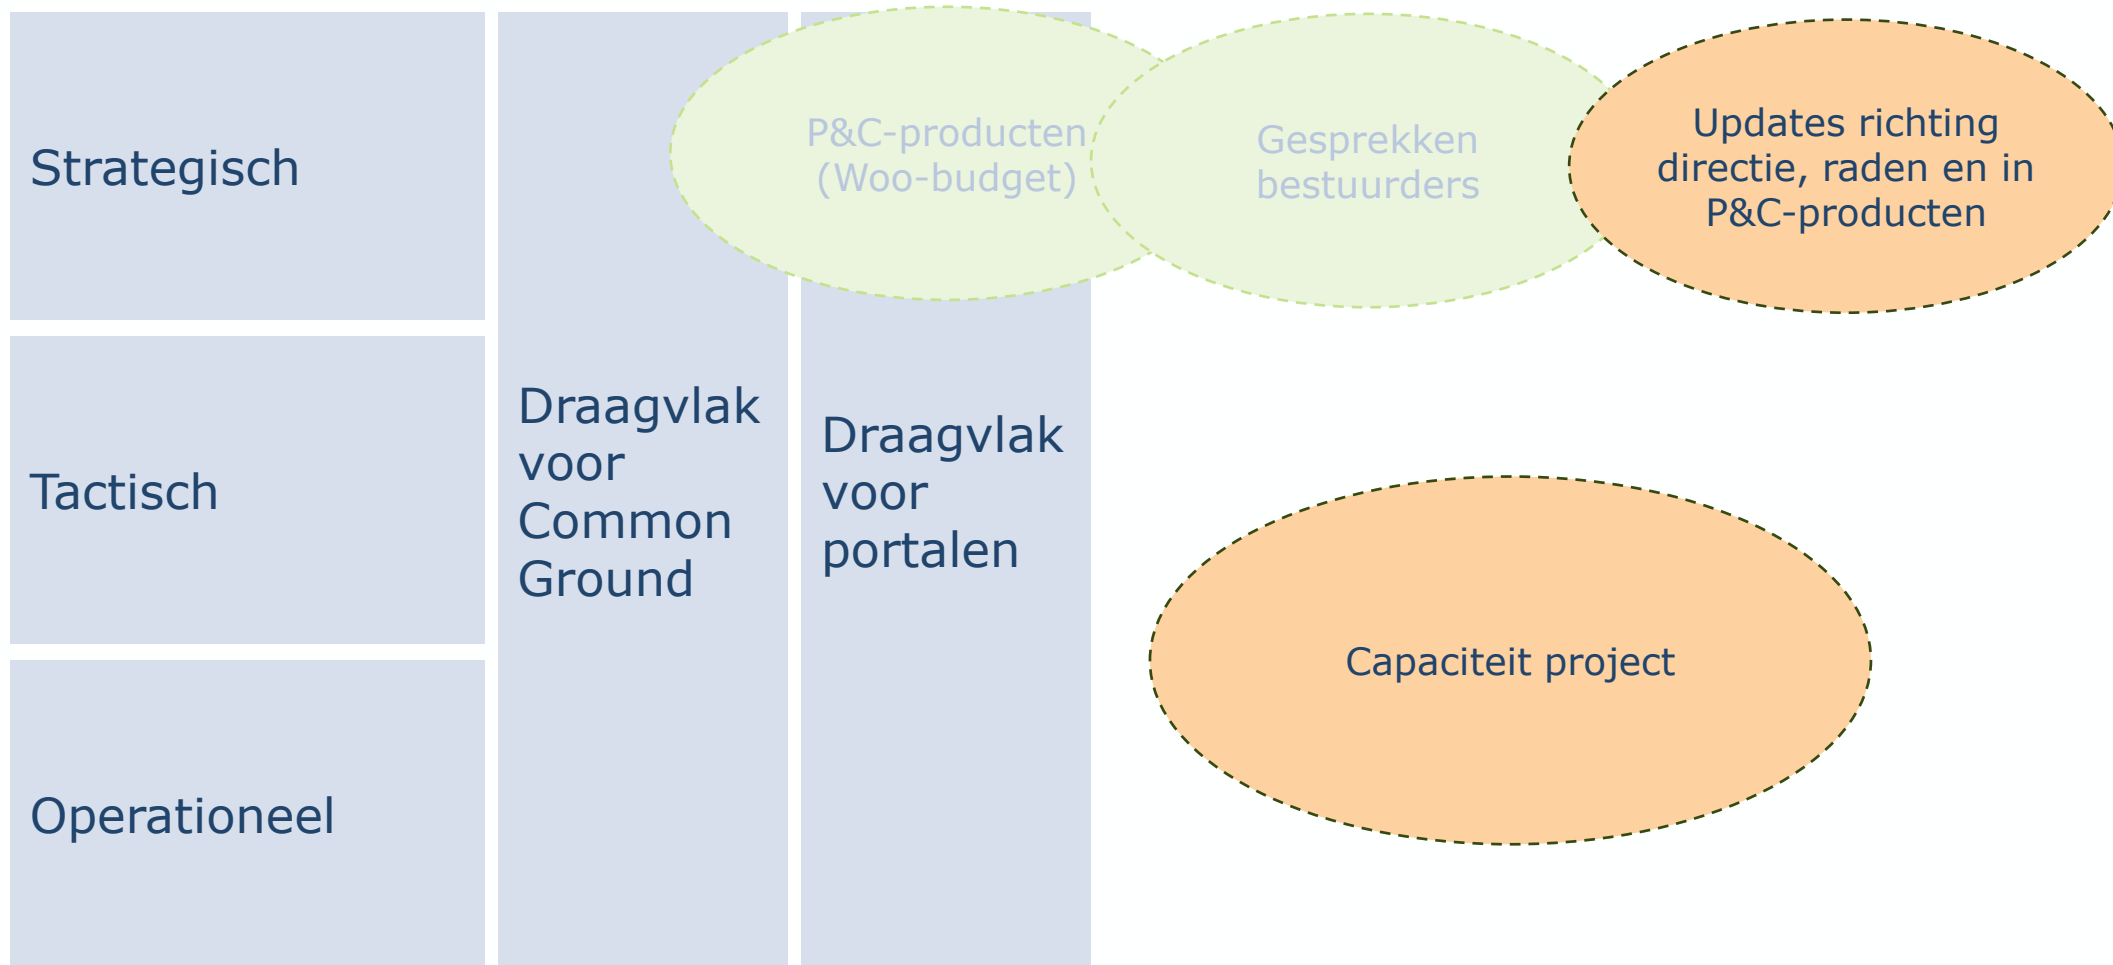 Strategisch
Tactisch
Operationeel
Draagvlak
voor
Common
Ground
Draagvlak
voor
portalen
P&C-producten
(Woo-budget)
Gesprekken
bestuurders
Updates richting
directie, raden en in
P&C-producten
Capaciteit project